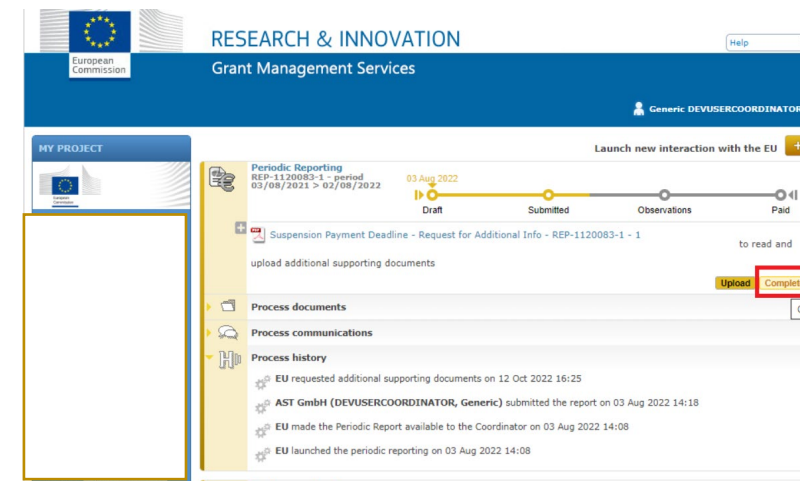 European
Commission
RESEARCH & INNOVATION
Grant Management Services
Help
Generic DEVUSERCOORDINATOR
MY PROJECT
Launch new interaction with the EU +
Periodic Reporting
REP-1120083-1 - period
03/08/2021 > 02/08/2022
03 Aug 2022
Draft Submitted Observations Paid
Suspension Payment Deadline - Request for Additional Info - REP-1120083-1 - 1
to read and
upload additional supporting documents
Upload Complet
Process documents
Process communications
Process history
EU requested additional supporting documents on 12 Oct 2022 16:25
AST GmbH (DEVUSERCOORDINATOR, Generic) submitted the report on 03 Aug 2022 14:18
EU made the Periodic Report available to the Coordinator on 03 Aug 2022 14:08
EU launched the periodic reporting on 03 Aug 2022 14:08